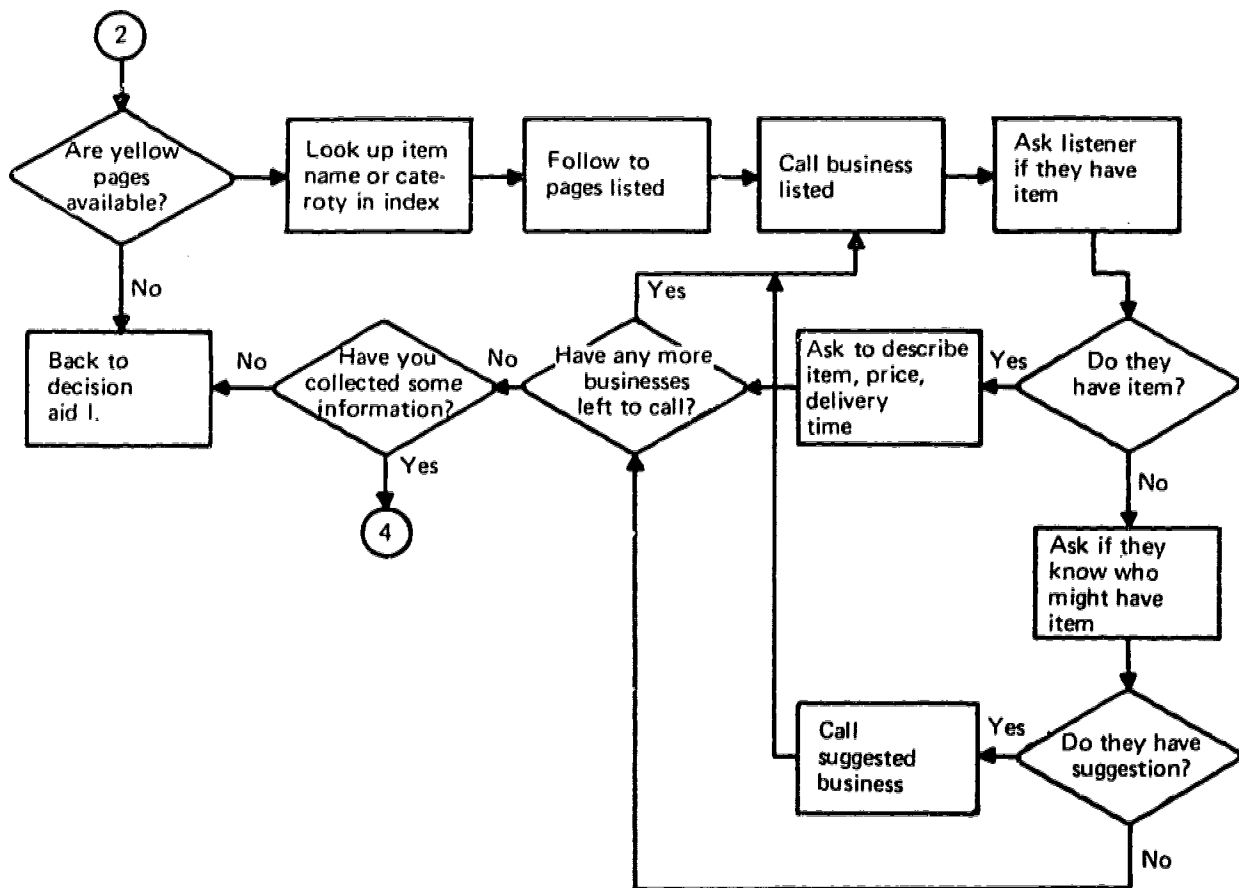 2
Are yellow
pages
available?
Look up item
name or cate-
roty in index
Follow to
pages listed
Call business
listed
Ask listener
if they have
item
No
Yes
Back to
decision
aid I.
No
Have you
collected some
information?
No
Have any more
businesses
left to call?
Ask to describe
item, price,
delivery
time
Yes
Do they
have item?
Yes
4
No
Ask if they
know who
might have
item
Call
suggested
business
Yes
Do they have
suggestion?
No